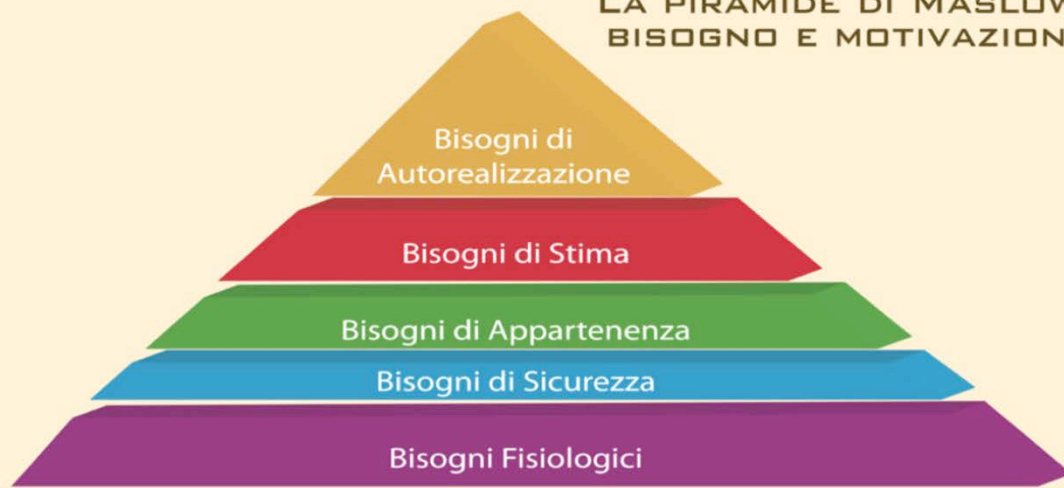 LA PIRAMIDE DI MASLOW
BISOGNO E MOTIVAZION
Bisogni di
Autorealizzazione
Bisogni di Stima
Bisogni di Appartenenza
Bisogni di Sicurezza
Bisogni Fisiologici